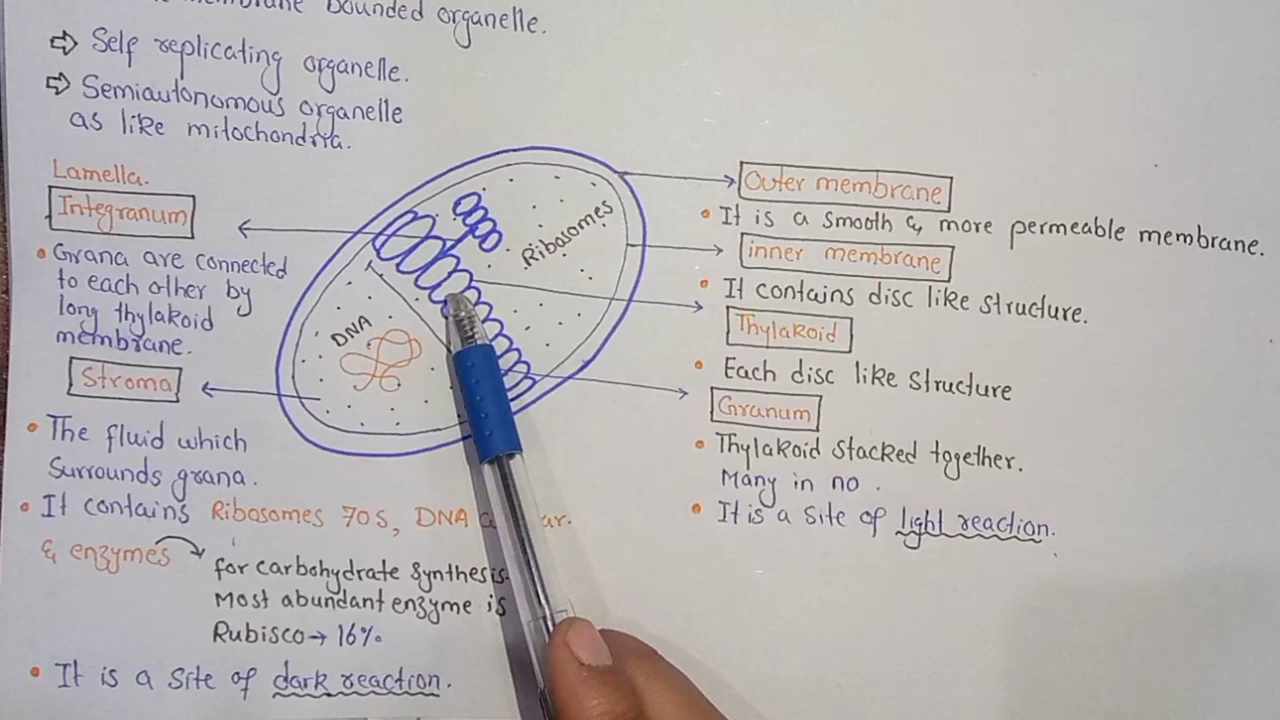 membrane bounded organelle.
⇨ Self replicating organelle.
⇨ Semiautonomous organelle
as like mitochondria.
Lamella.
Integranum
• Grana are connected
to each other by
long thylakoid
membrane.
Stroma
• The fluid which
surrounds grana.
• It contains Ribosomes 70S, DNA
& enzymes
for carbohydrate synthesis.
Most abundant enzyme is
Rubisco → 16%
• It is a site of dark reaction.
Ribosomes
DNA
Outer membrane
• It is a smooth & more permeable membrane.
inner membrane
• It contains disc like structure.
Thylakoid
• Each disc like structure
Granum
• Thylakoid stacked together.
Many in no.
• It is a site of light reaction.